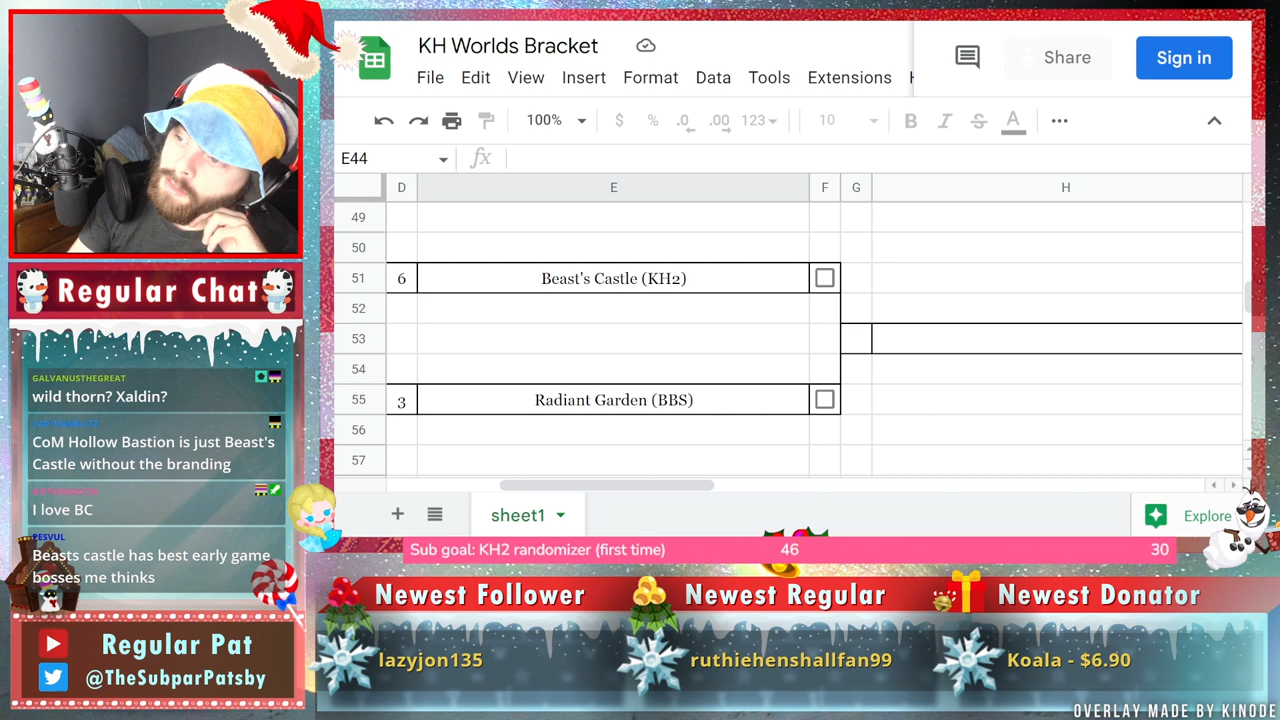 KH Worlds Bracket
File Edit View Insert Format Data Tools Extensions
Share
Sign in
100% $ % .0 .00 123 10 B I S A
E44 fx
D E F G H
49
50
51 6 Beast's Castle (KH2)
52
53
54
55 3 Radiant Garden (BBS)
56
57
sheet1
Explore
Regular Chat
GALVANUSTHEGREAT
wild thorn? Xaldin?
CoM Hollow Bastion is just Beast's
Castle without the branding
I love BC
PESVUL
Beasts castle has best early game
bosses me thinks
Regular Pat
@TheSubparPatsby
Sub goal: KH2 randomizer (first time) 46 30
Newest Follower
lazyjon135
Newest Regular
ruthiehenshallfan99
Newest Donator
Koala - $6.90
OVERLAY MADE BY KINODE